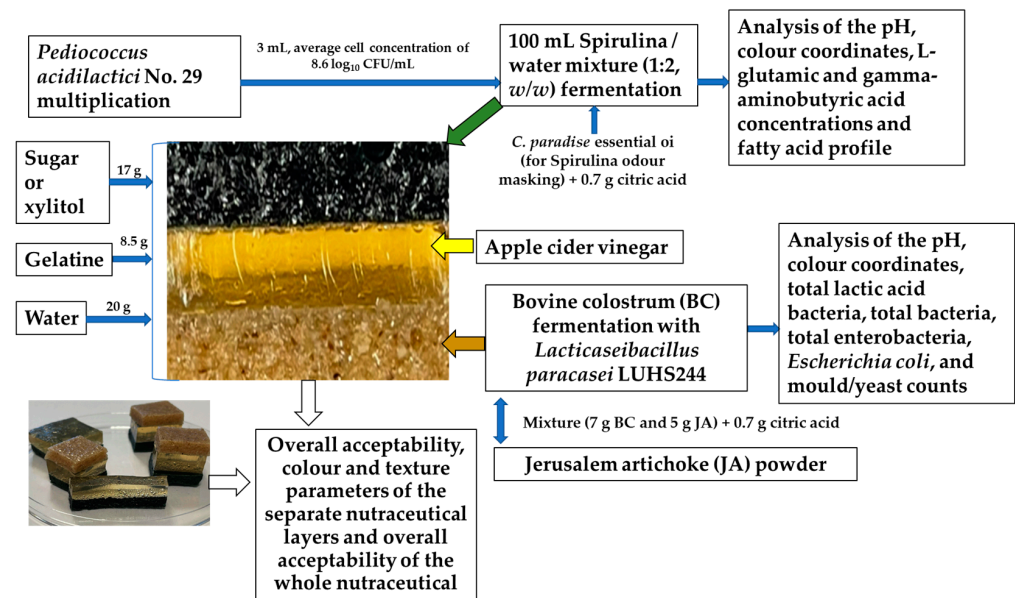 Pediococcus
acidilactici No. 29
multiplication
3 mL, average cell concentration of
8.6 log10 CFU/mL
100 mL Spirulina /
water mixture (1:2,
w/w) fermentation
Analysis of the pH,
colour coordinates, L-
glutamic and gamma-
aminobutyric acid
concentrations and
fatty acid profile
C. paradise essential oi
(for Spirulina odour
masking) + 0.7 g citric acid
Sugar
or
xylitol
17 g
Gelatine
8.5 g
Water
20 g
Apple cider vinegar
Bovine colostrum (BC)
fermentation with
Lacticaseibacillus
paracasei LUHS244
Analysis of the pH,
colour coordinates,
total lactic acid
bacteria, total bacteria,
total enterobacteria,
Escherichia coli, and
mould/yeast counts
Mixture (7 g BC and 5 g JA) + 0.7 g citric acid
Jerusalem artichoke (JA) powder
Overall acceptability,
colour and texture
parameters of the
separate nutraceutical
layers and overall
acceptability of the
whole nutraceutical